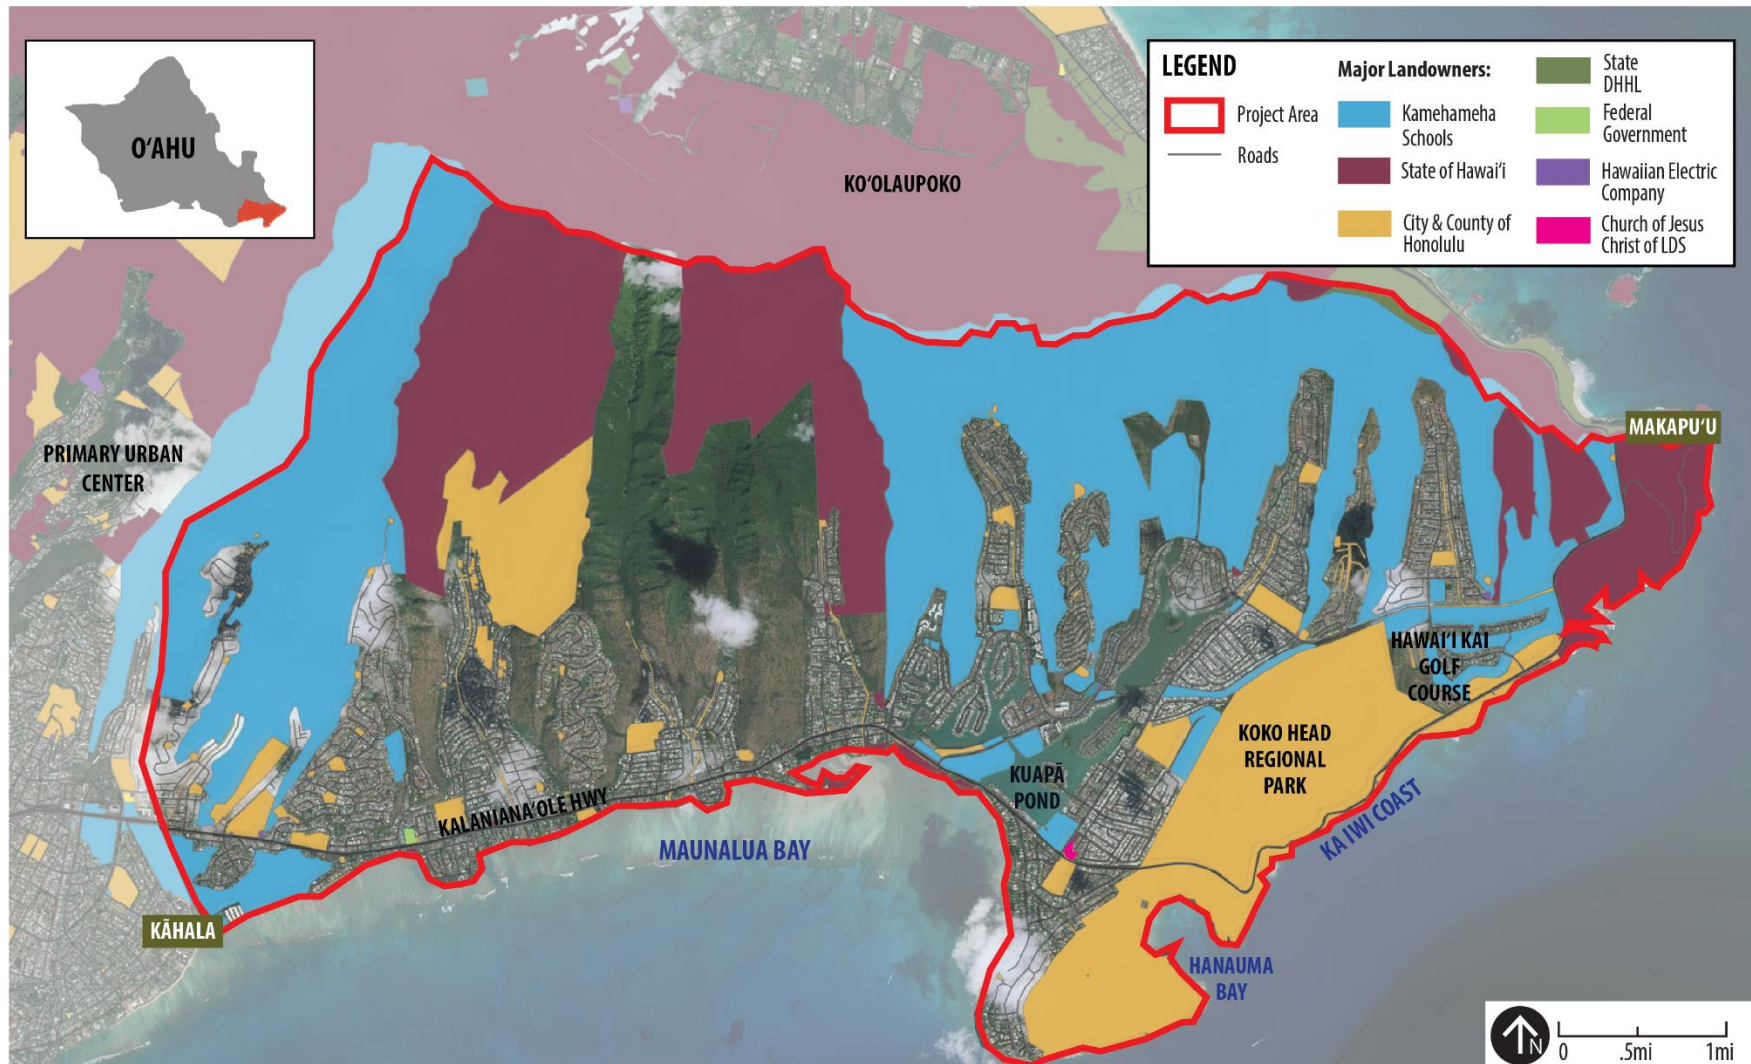 O‘AHU
LEGEND
Project Area
Roads
Major Landowners:
Kamehameha
Schools
State of Hawai‘i
City & County of
Honolulu
State
DHHL
Federal
Government
Hawaiian Electric
Company
Church of Jesus
Christ of LDS
KO‘OLAUPOKO
PRIMARY URBAN
CENTER
MAKAPU‘U
HAWAI‘I KAI
GOLF
COURSE
KOKO HEAD
REGIONAL
PARK
KUAPĀ
POND
KALANIANA‘OLE HWY
MAUNALUA BAY
KA IWI COAST
KĀHALA
HANAUMA
BAY
N
0 .5mi 1mi